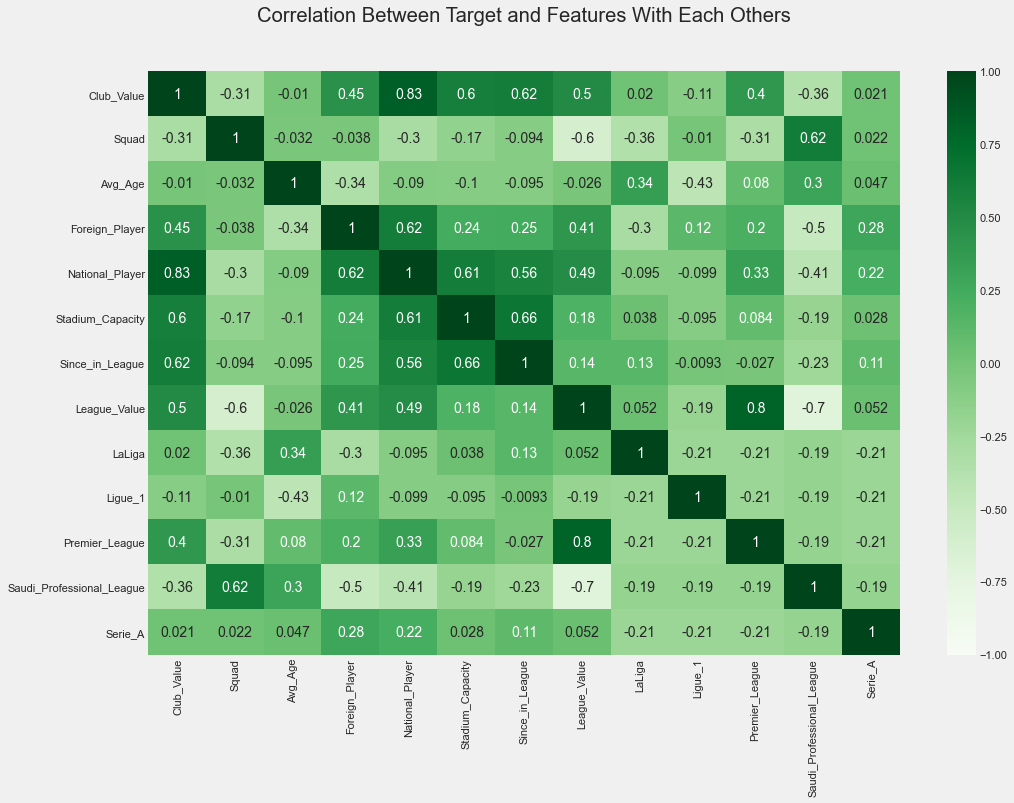 Correlation Between Target and Features With Each Others
Club_Value 1 -0.31 -0.01 0.45 0.83 0.6 0.62 0.5 0.02 -0.11 0.4 -0.36 0.021
Squad -0.31 1 -0.032 -0.038 -0.3 -0.17 -0.094 -0.6 -0.36 -0.01 -0.31 0.62 0.022
Avg_Age -0.01 -0.032 1 -0.34 -0.09 -0.1 -0.095 -0.026 0.34 -0.43 0.08 0.3 0.047
Foreign_Player 0.45 -0.038 -0.34 1 0.62 0.24 0.25 0.41 -0.3 0.12 0.2 -0.5 0.28
National_Player 0.83 -0.3 -0.09 0.62 1 0.61 0.56 0.49 -0.095 -0.099 0.33 -0.41 0.22
Stadium_Capacity 0.6 -0.17 -0.1 0.24 0.61 1 0.66 0.18 0.038 -0.095 0.084 -0.19 0.028
Since_in_League 0.62 -0.094 -0.095 0.25 0.56 0.66 1 0.14 0.13 -0.0093 -0.027 -0.23 0.11
League_Value 0.5 -0.6 -0.026 0.41 0.49 0.18 0.14 1 0.052 -0.19 0.8 -0.7 0.052
LaLiga 0.02 -0.36 0.34 -0.3 -0.095 0.038 0.13 0.052 1 -0.21 -0.21 -0.19 -0.21
Ligue_1 -0.11 -0.01 -0.43 0.12 -0.099 -0.095 -0.0093 -0.19 -0.21 1 -0.21 -0.19 -0.21
Premier_League 0.4 -0.31 0.08 0.2 0.33 0.084 -0.027 0.8 -0.21 -0.21 1 -0.19 -0.21
Saudi_Professional_League -0.36 0.62 0.3 -0.5 -0.41 -0.19 -0.23 -0.7 -0.19 -0.19 -0.19 1 -0.19
Serie_A 0.021 0.022 0.047 0.28 0.22 0.028 0.11 0.052 -0.21 -0.21 -0.21 -0.19 1
Club_Value
Squad
Avg_Age
Foreign_Player
National_Player
Stadium_Capacity
Since_in_League
League_Value
LaLiga
Ligue_1
Premier_League
Saudi_Professional_League
Serie_A
1.00
0.75
0.50
0.25
0.00
−0.25
−0.50
−0.75
−1.00